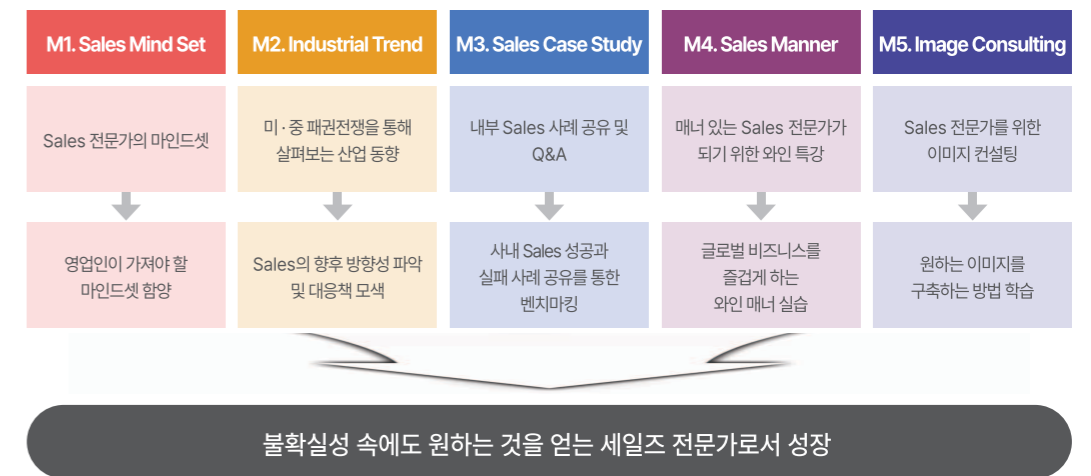 M1. Sales Mind Set
M2. Industrial Trend
M3. Sales Case Study
M4. Sales Manner
M5. Image Consulting
Sales 전문가의 마인드셋
미 · 중 패권전쟁을 통해
살펴보는 산업 동향
내부 Sales 사례 공유 및
Q&A
매너 있는 Sales 전문가가
되기 위한 와인 특강
Sales 전문가를 위한
이미지 컨설팅
영업인이 가져야 할
마인드셋 함양
Sales의 향후 방향성 파악
및 대응책 모색
사내 Sales 성공과
실패 사례 공유를 통한
벤치마킹
글로벌 비즈니스를
즐겁게 하는
와인 매너 실습
원하는 이미지를
구축하는 방법 학습
불확실성 속에도 원하는 것을 얻는 세일즈 전문가로서 성장